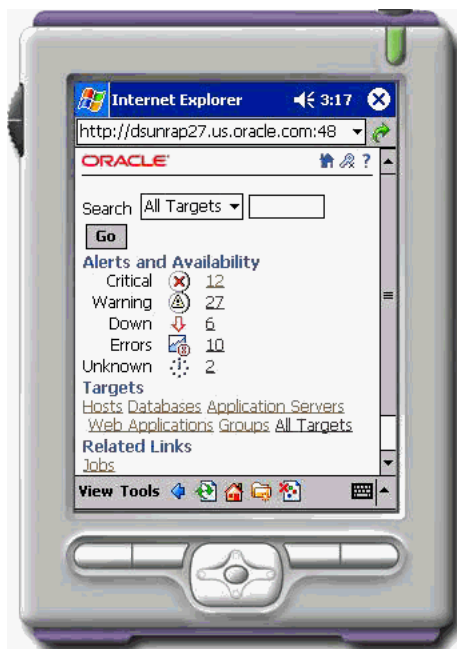 Internet Explorer 3:17
http://dsunrap27.us.oracle.com:48
ORACLE
?
Search All Targets
Go
Alerts and Availability
Critical 12
Warning 27
Down 6
Errors 10
Unknown 2
Targets
Hosts Databases Application Servers
Web Applications Groups All Targets
Related Links
Jobs
View Tools